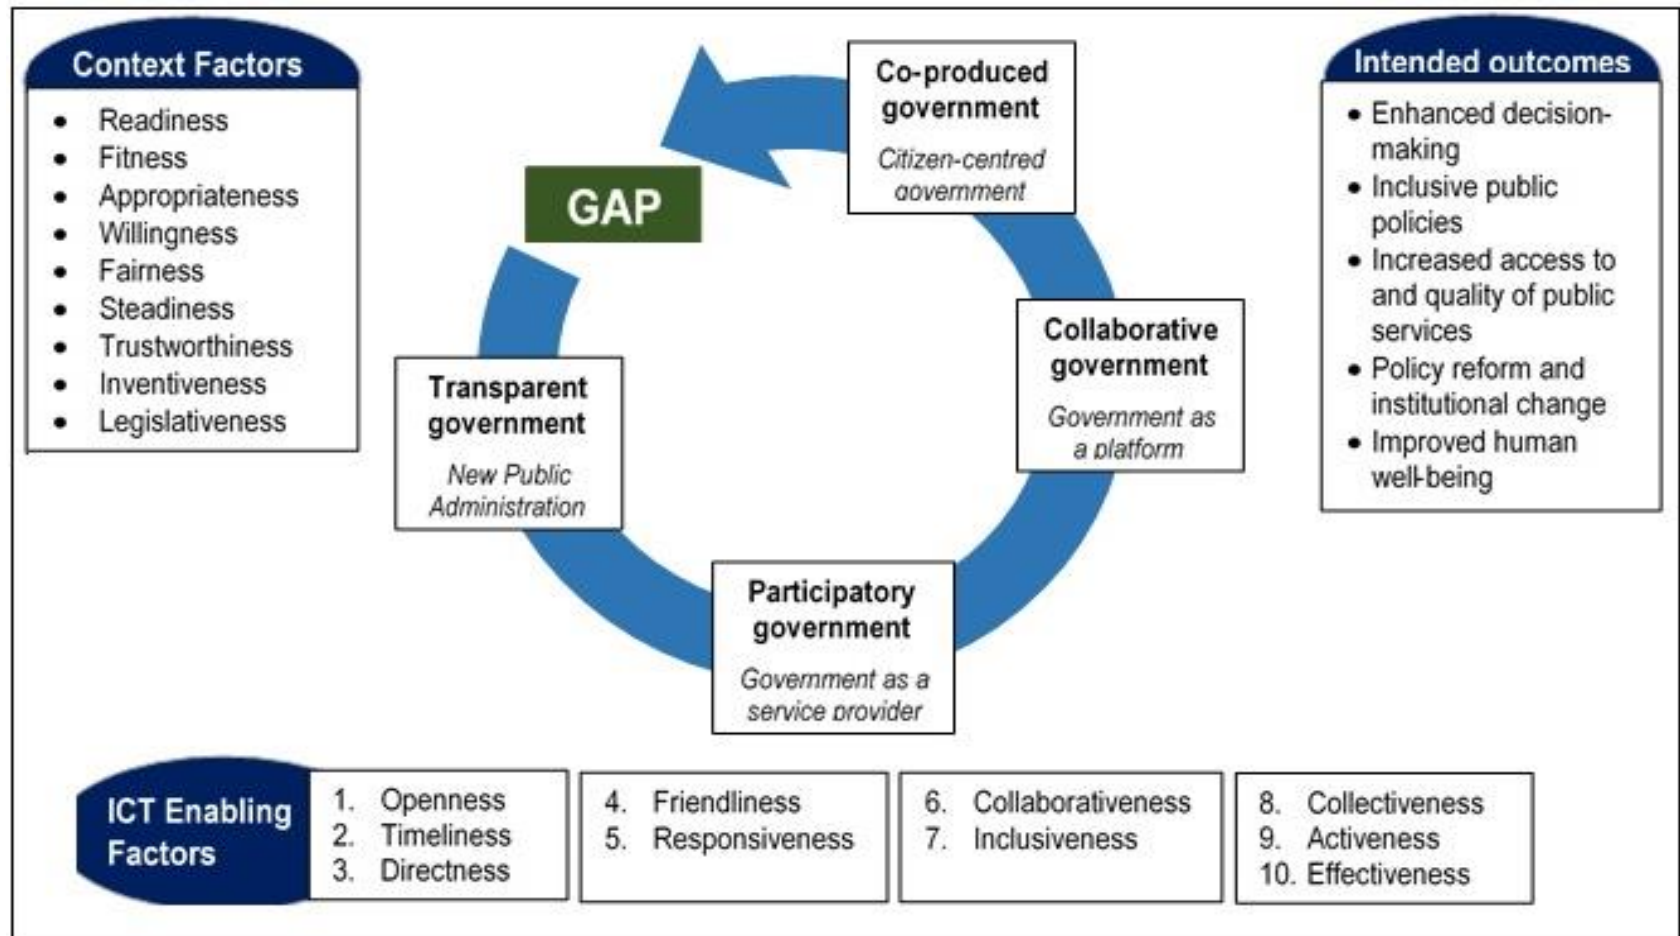 Context Factors
• Readiness
• Fitness
• Appropriateness
• Willingness
• Fairness
• Steadiness
• Trustworthiness
• Inventiveness
• Legislativeness
GAP
Co-produced
government
Citizen-centred
government
Collaborative
government
Government as
a platform
Participatory
government
Government as a
service provider
Transparent
government
New Public
Administration
Intended outcomes
• Enhanced decision-
making
• Inclusive public
policies
• Increased access to
and quality of public
services
• Policy reform and
institutional change
• Improved human
well-being
ICT Enabling
Factors
1. Openness
2. Timeliness
3. Directness
4. Friendliness
5. Responsiveness
6. Collaborativeness
7. Inclusiveness
8. Collectiveness
9. Activeness
10. Effectiveness